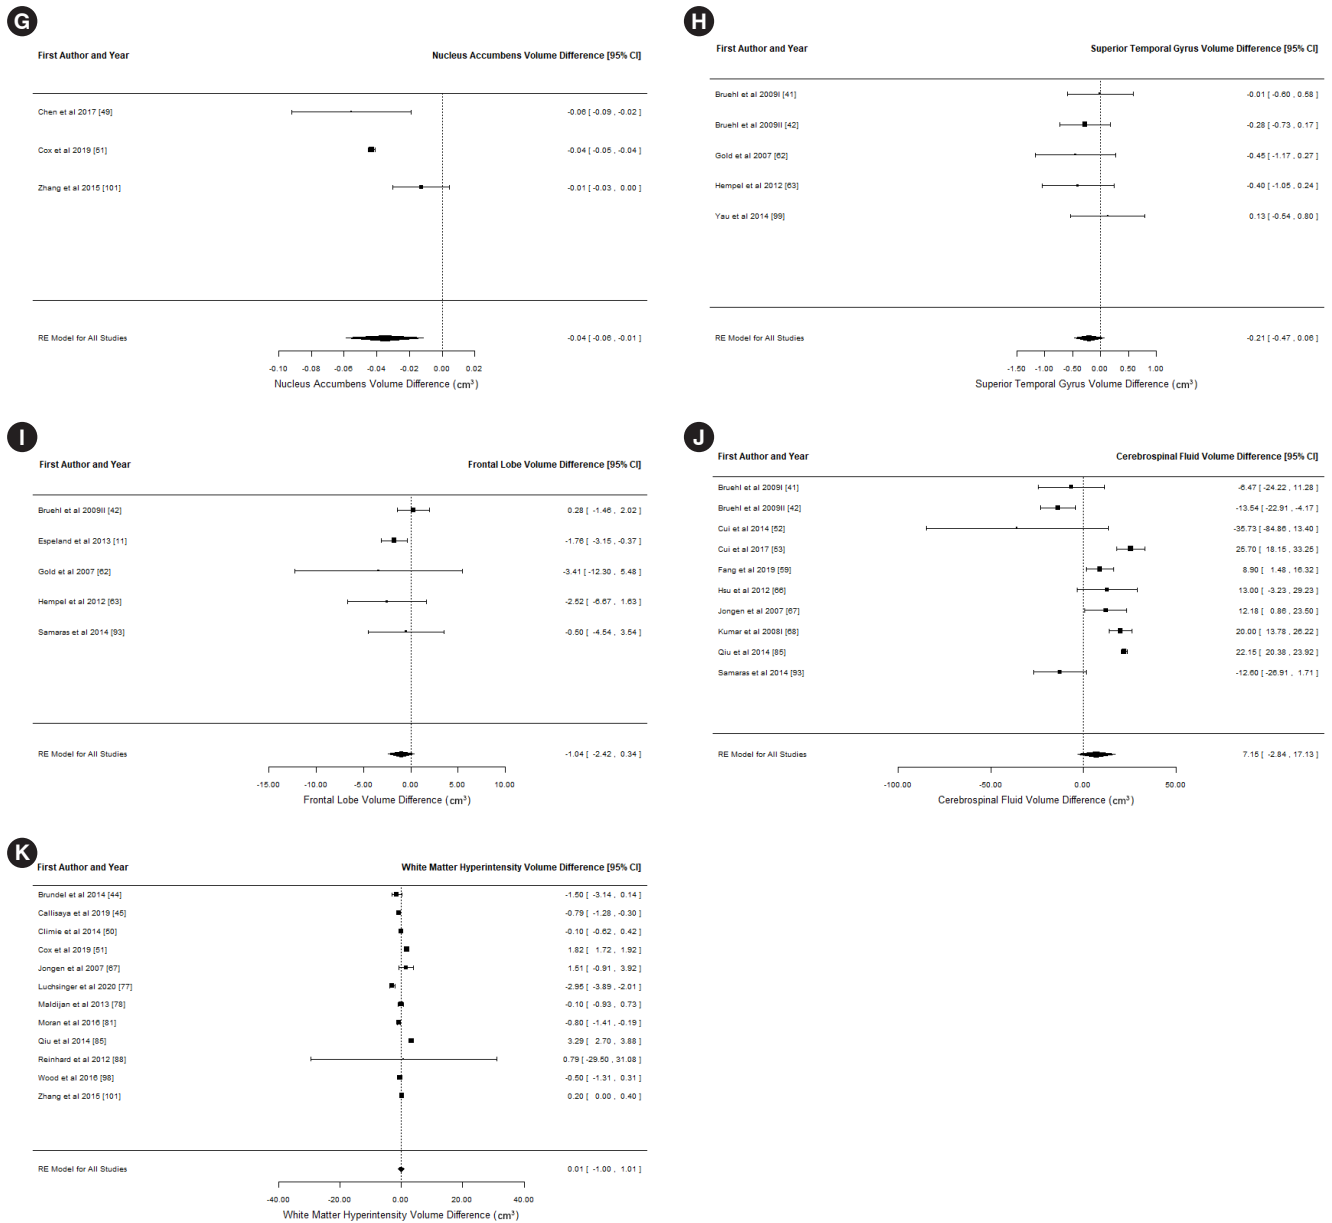 G
First Author and Year Nucleus Accumbens Volume Difference [95% CI]
Chen et al 2017 [49] -0.06 [ -0.09 , -0.02 ]
Cox et al 2019 [51] -0.04 [ -0.05 , -0.04 ]
Zhang et al 2015 [101] -0.01 [ -0.03 , 0.00 ]
RE Model for All Studies -0.04 [ -0.06 , -0.01 ]
-0.10 -0.08 -0.06 -0.04 -0.02 0.00 0.02
Nucleus Accumbens Volume Difference (cm³)
H
First Author and Year Superior Temporal Gyrus Volume Difference [95% CI]
Bruehl et al 2009I [41] -0.01 [ -0.60 , 0.58 ]
Bruehl et al 2009II [42] -0.28 [ -0.73 , 0.17 ]
Gold et al 2007 [62] -0.45 [ -1.17 , 0.27 ]
Hempel et al 2012 [63] -0.40 [ -1.05 , 0.24 ]
Yau et al 2014 [99] 0.13 [ -0.54 , 0.80 ]
RE Model for All Studies -0.21 [ -0.47 , 0.06 ]
-1.50 -1.00 -0.50 0.00 0.50 1.00
Superior Temporal Gyrus Volume Difference (cm³)
I
First Author and Year Frontal Lobe Volume Difference [95% CI]
Bruehl et al 2009II [42] 0.28 [ -1.46 , 2.02 ]
Espeland et al 2013 [11] -1.76 [ -3.15 , -0.37 ]
Gold et al 2007 [62] -3.41 [ -12.30 , 5.48 ]
Hempel et al 2012 [63] -2.52 [ -6.67 , 1.63 ]
Samaras et al 2014 [93] -0.50 [ -4.54 , 3.54 ]
RE Model for All Studies -1.04 [ -2.42 , 0.34 ]
-15.00 -10.00 -5.00 0.00 5.00 10.00
Frontal Lobe Volume Difference (cm³)
J
First Author and Year Cerebrospinal Fluid Volume Difference [95% CI]
Bruehl et al 2009I [41] -6.47 [ -24.22 , 11.28 ]
Bruehl et al 2009II [42] -13.54 [ -22.91 , -4.17 ]
Cui et al 2014 [52] -35.73 [ -84.86 , 13.40 ]
Cui et al 2017 [53] 25.70 [ 18.15 , 33.25 ]
Fang et al 2019 [59] 8.90 [ 1.48 , 16.32 ]
Hsu et al 2012 [66] 13.00 [ -3.23 , 29.23 ]
Jongen et al 2007 [67] 12.18 [ 0.86 , 23.50 ]
Kumar et al 2008I [68] 20.00 [ 13.78 , 26.22 ]
Qiu et al 2014 [85] 22.15 [ 20.38 , 23.92 ]
Samaras et al 2014 [93] -12.60 [ -26.91 , 1.71 ]
RE Model for All Studies 7.15 [ -2.84 , 17.13 ]
-100.00 -50.00 0.00 50.00
Cerebrospinal Fluid Volume Difference (cm³)
K
First Author and Year White Matter Hyperintensity Volume Difference [95% CI]
Brundel et al 2014 [44] -1.50 [ -3.14 , 0.14 ]
Callisaya et al 2019 [45] -0.79 [ -1.28 , -0.30 ]
Climie et al 2014 [50] -0.10 [ -0.62 , 0.42 ]
Cox et al 2019 [51] 1.82 [ 1.72 , 1.92 ]
Jongen et al 2007 [67] 1.51 [ -0.91 , 3.92 ]
Luchsinger et al 2020 [77] -2.95 [ -3.89 , -2.01 ]
Maldijan et al 2013 [78] -0.10 [ -0.93 , 0.73 ]
Moran et al 2016 [81] -0.80 [ -1.41 , -0.19 ]
Qiu et al 2014 [85] 3.29 [ 2.70 , 3.88 ]
Reinhard et al 2012 [88] 0.79 [ -29.50 , 31.08 ]
Wood et al 2016 [98] -0.50 [ -1.31 , 0.31 ]
Zhang et al 2015 [101] 0.20 [ 0.00 , 0.40 ]
RE Model for All Studies 0.01 [ -1.00 , 1.01 ]
-40.00 -20.00 0.00 20.00 40.00
White Matter Hyperintensity Volume Difference (cm³)